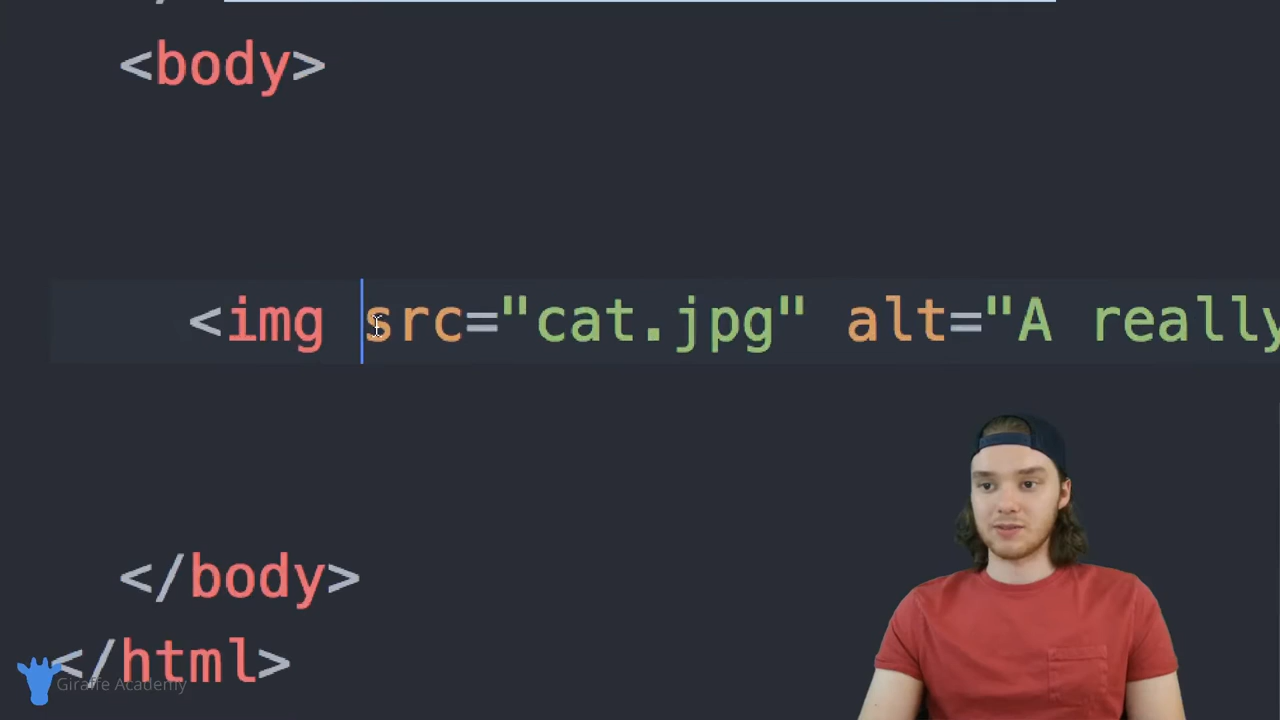 <body>
<img src="cat.jpg" alt="A really
</body>
</html>
Giraffe Academy